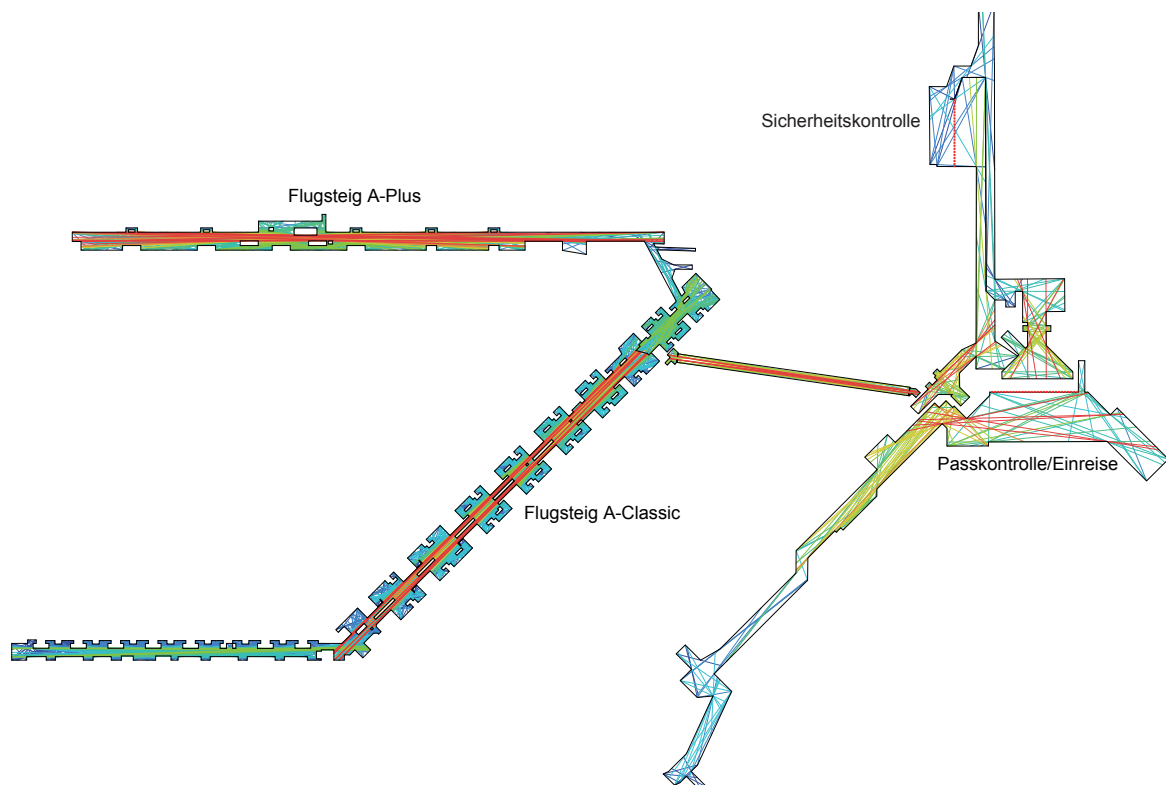 Sicherheitskontrolle
Flugsteig A-Plus
Passkontrolle/Einreise
Flugsteig A-Classic